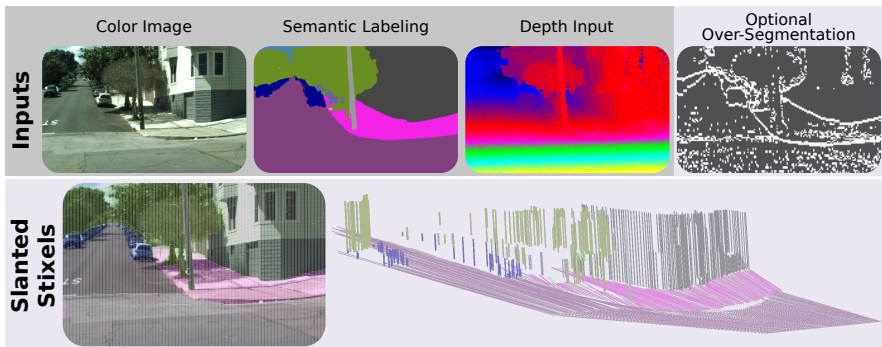 Color Image
Semantic Labeling
Depth Input
Optional
Over-Segmentation
Inputs
Slanted
Stixels